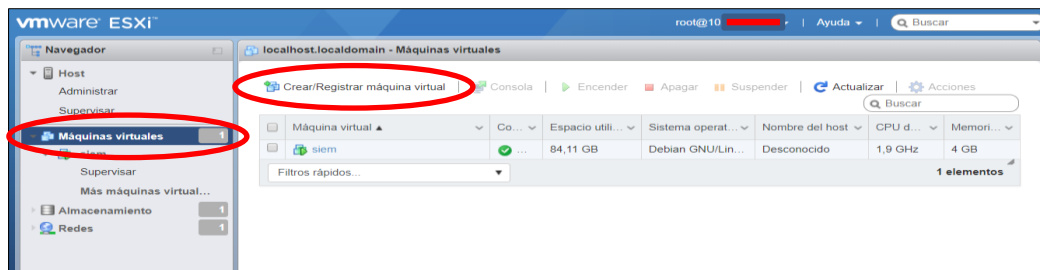 vmware ESXi™
root@10 | Ayuda | Buscar
Navegador
localhost.localdomain - Máquinas virtuales
Host
Administrar
Supervisar
Máquinas virtuales 1
siem
Supervisar
Más máquinas virtual...
Almacenamiento 1
Redes 1
Crear/Registrar máquina virtual | Consola | Encender Apagar Suspender | Actualizar | Acciones
Buscar
Máquina virtual Co... Espacio utili... Sistema operat... Nombre del host CPU d... Memori...
siem ... 84,11 GB Debian GNU/Lin... Desconocido 1,9 GHz 4 GB
Filtros rápidos... 1 elementos